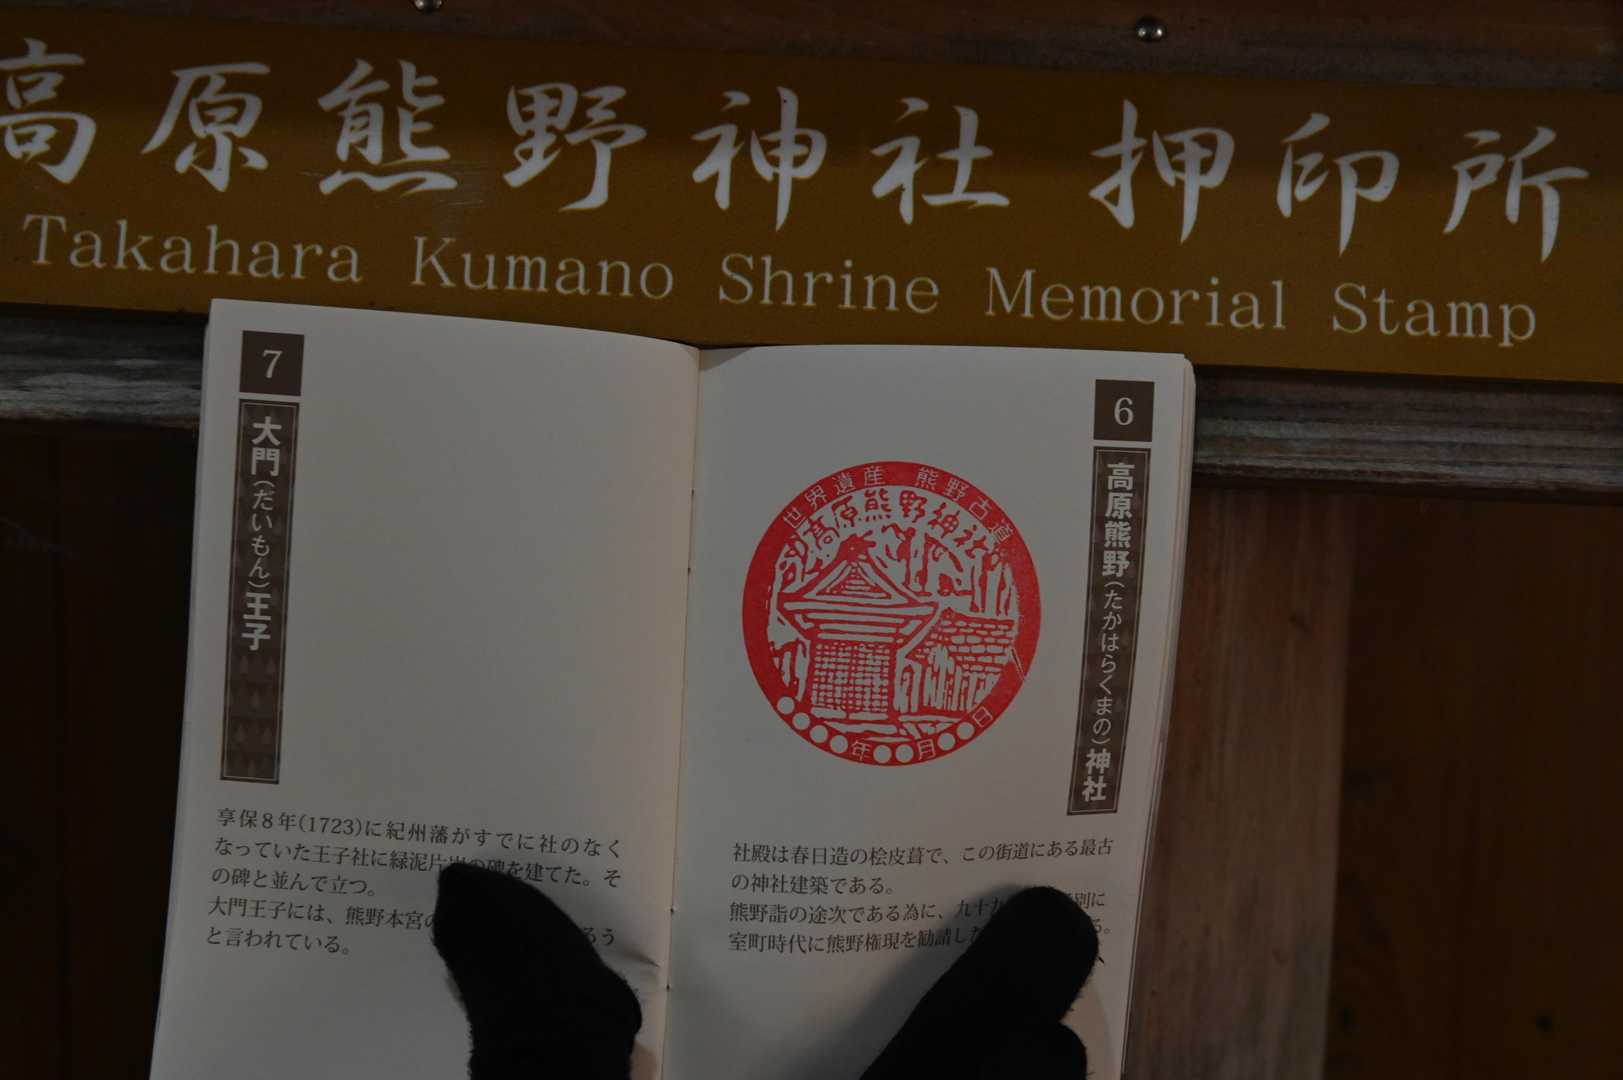 高原熊野神社 押印所
Takahara Kumano Shrine Memorial Stamp
6
高原熊野(たかはらくまの)神社
世界遺産 熊野古道
高原熊野神社
年 月 日
社殿は春日造の桧皮葺で、この街道にある最古
の神社建築である。
熊野詣の途次である為に、九十九 別に
室町時代に熊野権現を勧請した る。
7
大門(だいもん)王子
享保8年(1723)に紀州藩がすでに社のなく
なっていた王子社に緑泥片岩の碑を建てた。そ
の碑と並んで立つ。
大門王子には、熊野本宮の ろう
と言われている。